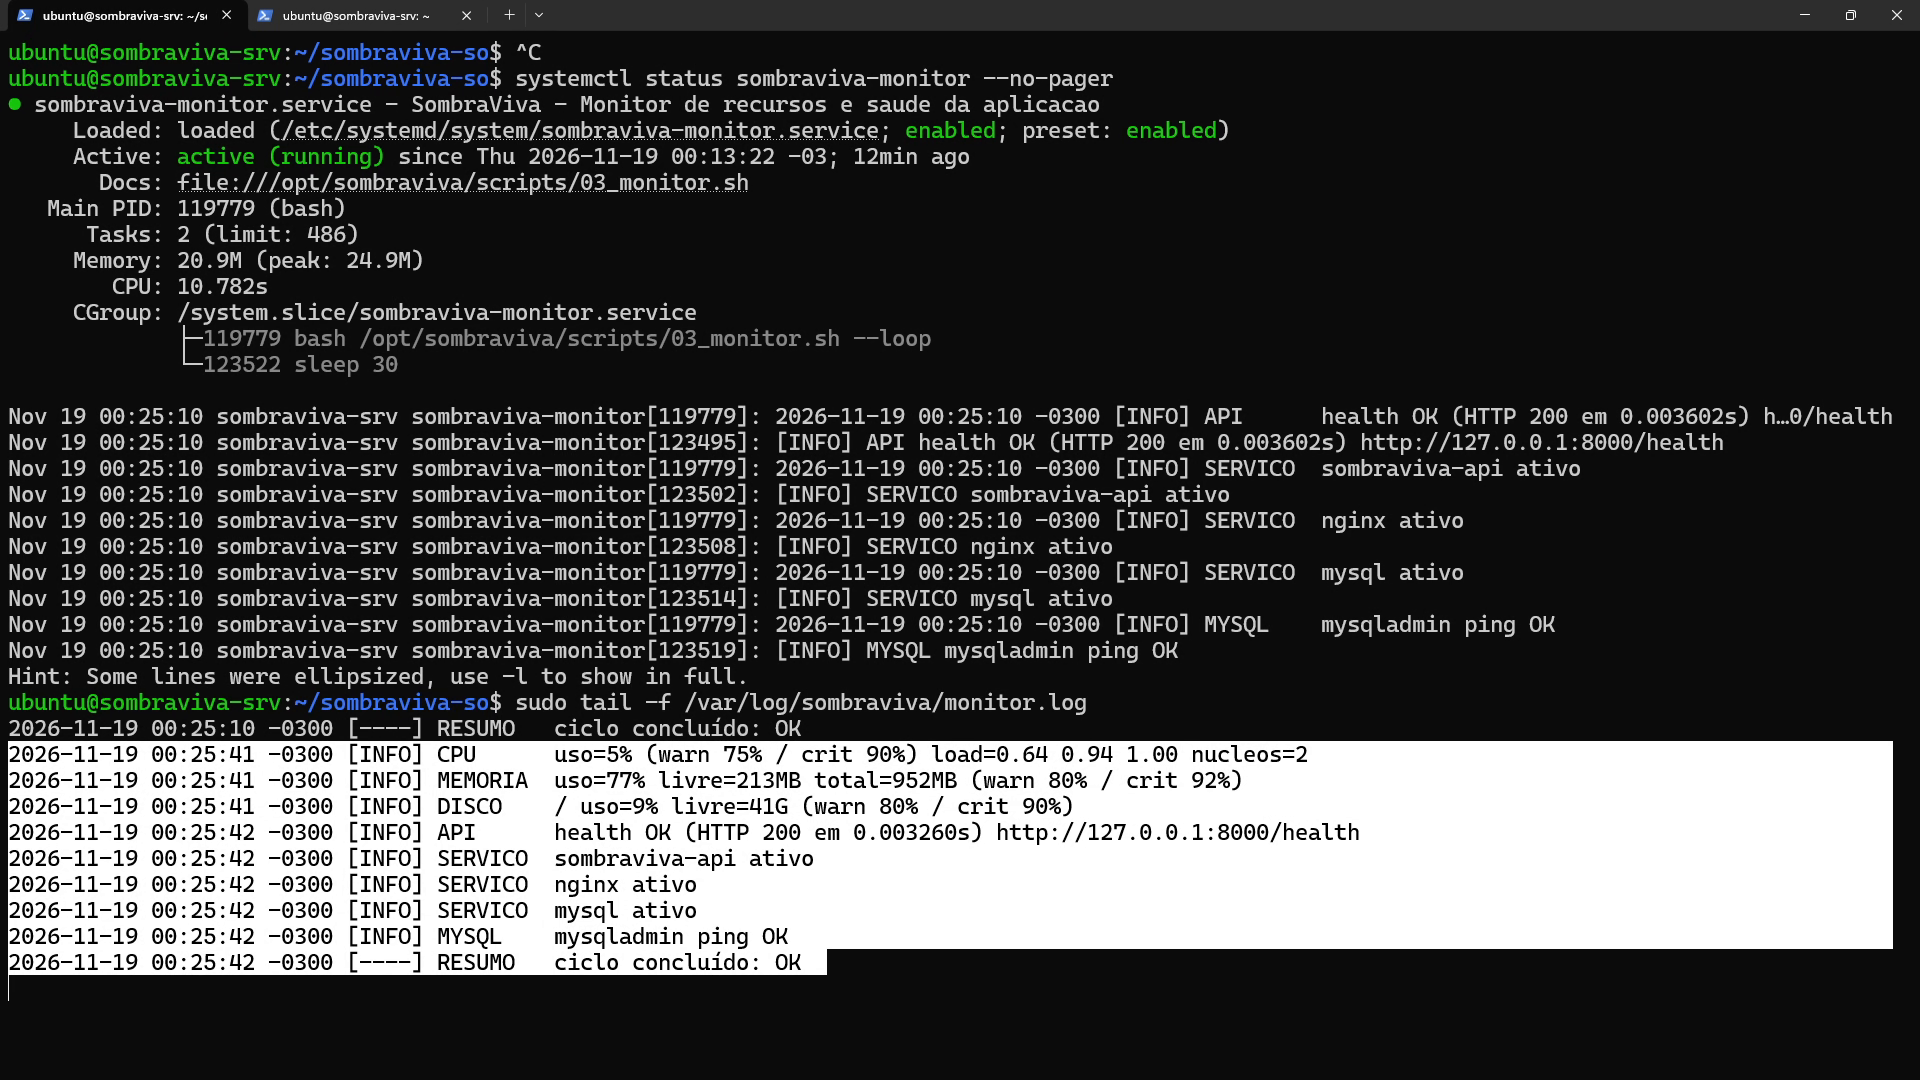 ubuntu@sombraviva-srv: ~/so
ubuntu@sombraviva-srv: ~
ubuntu@sombraviva-srv:~/sombraviva-so$ ^C
ubuntu@sombraviva-srv:~/sombraviva-so$ systemctl status sombraviva-monitor --no-pager
● sombraviva-monitor.service - SombraViva - Monitor de recursos e saude da aplicacao
     Loaded: loaded (/etc/systemd/system/sombraviva-monitor.service; enabled; preset: enabled)
     Active: active (running) since Thu 2026-11-19 00:13:22 -03; 12min ago
       Docs: file:///opt/sombraviva/scripts/03_monitor.sh
   Main PID: 119779 (bash)
      Tasks: 2 (limit: 486)
     Memory: 20.9M (peak: 24.9M)
        CPU: 10.782s
     CGroup: /system.slice/sombraviva-monitor.service
             ├─119779 bash /opt/sombraviva/scripts/03_monitor.sh --loop
             └─123522 sleep 30
Nov 19 00:25:10 sombraviva-srv sombraviva-monitor[119779]: 2026-11-19 00:25:10 -0300 [INFO] API      health OK (HTTP 200 em 0.003602s) h…0/health
Nov 19 00:25:10 sombraviva-srv sombraviva-monitor[123495]: [INFO] API health OK (HTTP 200 em 0.003602s) http://127.0.0.1:8000/health
Nov 19 00:25:10 sombraviva-srv sombraviva-monitor[119779]: 2026-11-19 00:25:10 -0300 [INFO] SERVICO  sombraviva-api ativo
Nov 19 00:25:10 sombraviva-srv sombraviva-monitor[123502]: [INFO] SERVICO sombraviva-api ativo
Nov 19 00:25:10 sombraviva-srv sombraviva-monitor[119779]: 2026-11-19 00:25:10 -0300 [INFO] SERVICO  nginx ativo
Nov 19 00:25:10 sombraviva-srv sombraviva-monitor[123508]: [INFO] SERVICO nginx ativo
Nov 19 00:25:10 sombraviva-srv sombraviva-monitor[119779]: 2026-11-19 00:25:10 -0300 [INFO] SERVICO  mysql ativo
Nov 19 00:25:10 sombraviva-srv sombraviva-monitor[123514]: [INFO] SERVICO mysql ativo
Nov 19 00:25:10 sombraviva-srv sombraviva-monitor[119779]: 2026-11-19 00:25:10 -0300 [INFO] MYSQL    mysqladmin ping OK
Nov 19 00:25:10 sombraviva-srv sombraviva-monitor[123519]: [INFO] MYSQL mysqladmin ping OK
Hint: Some lines were ellipsized, use -l to show in full.
ubuntu@sombraviva-srv:~/sombraviva-so$ sudo tail -f /var/log/sombraviva/monitor.log
2026-11-19 00:25:10 -0300 [----] RESUMO   ciclo concluído: OK
2026-11-19 00:25:41 -0300 [INFO] CPU      uso=5% (warn 75% / crit 90%) load=0.64 0.94 1.00 nucleos=2
2026-11-19 00:25:41 -0300 [INFO] MEMORIA  uso=77% livre=213MB total=952MB (warn 80% / crit 92%)
2026-11-19 00:25:41 -0300 [INFO] DISCO    / uso=9% livre=41G (warn 80% / crit 90%)
2026-11-19 00:25:42 -0300 [INFO] API      health OK (HTTP 200 em 0.003260s) http://127.0.0.1:8000/health
2026-11-19 00:25:42 -0300 [INFO] SERVICO  sombraviva-api ativo
2026-11-19 00:25:42 -0300 [INFO] SERVICO  nginx ativo
2026-11-19 00:25:42 -0300 [INFO] SERVICO  mysql ativo
2026-11-19 00:25:42 -0300 [INFO] MYSQL    mysqladmin ping OK
2026-11-19 00:25:42 -0300 [----] RESUMO   ciclo concluído: OK